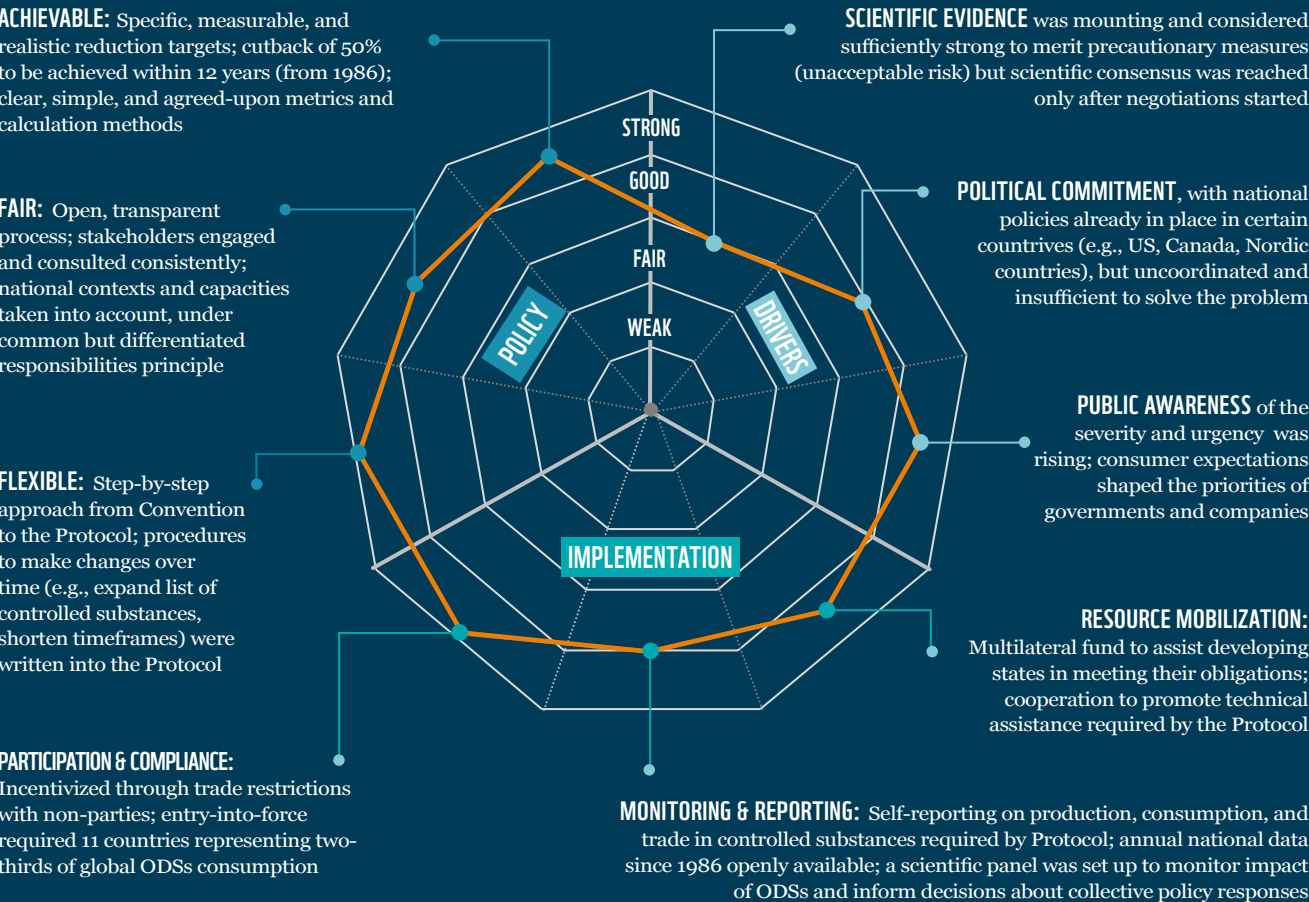 ACHIEVABLE: Specific, measurable, and
realistic reduction targets; cutback of 50%
to be achieved within 12 years (from 1986);
clear, simple, and agreed-upon metrics and
calculation methods
SCIENTIFIC EVIDENCE was mounting and considered
sufficiently strong to merit precautionary measures
(unacceptable risk) but scientific consensus was reached
only after negotiations started
STRONG
GOOD
FAIR
WEAK
POLICY
DRIVERS
IMPLEMENTATION
FAIR: Open, transparent
process; stakeholders engaged
and consulted consistently;
national contexts and capacities
taken into account, under
common but differentiated
responsibilities principle
POLITICAL COMMITMENT, with national
policies already in place in certain
countrives (e.g., US, Canada, Nordic
countries), but uncoordinated and
insufficient to solve the problem
PUBLIC AWARENESS of the
severity and urgency was
rising; consumer expectations
shaped the priorities of
governments and companies
FLEXIBLE: Step-by-step
approach from Convention
to the Protocol; procedures
to make changes over
time (e.g., expand list of
controlled substances,
shorten timeframes) were
written into the Protocol
RESOURCE MOBILIZATION:
Multilateral fund to assist developing
states in meeting their obligations;
cooperation to promote technical
assistance required by the Protocol
PARTICIPATION & COMPLIANCE:
Incentivized through trade restrictions
with non-parties; entry-into-force
required 11 countries representing two-
thirds of global ODSs consumption
MONITORING & REPORTING: Self-reporting on production, consumption, and
trade in controlled substances required by Protocol; annual national data
since 1986 openly available; a scientific panel was set up to monitor impact
of ODSs and inform decisions about collective policy responses